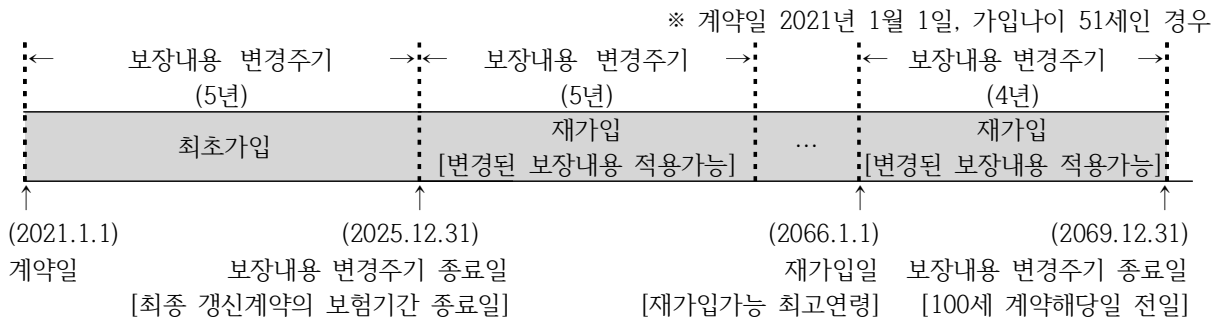 ※ 계약일 2021년 1월 1일, 가입나이 51세인 경우
← 보장내용 변경주기 → ← 보장내용 변경주기 → ← 보장내용 변경주기 →
(5년) (5년) (4년)
최초가입 재가입 … 재가입
[변경된 보장내용 적용가능] [변경된 보장내용 적용가능]
↑ ↑ ↑ ↑
(2021.1.1) (2025.12.31) (2066.1.1) (2069.12.31)
계약일 보장내용 변경주기 종료일 재가입일 보장내용 변경주기 종료일
[최종 갱신계약의 보험기간 종료일] [재가입가능 최고연령] [100세 계약해당일 전일]